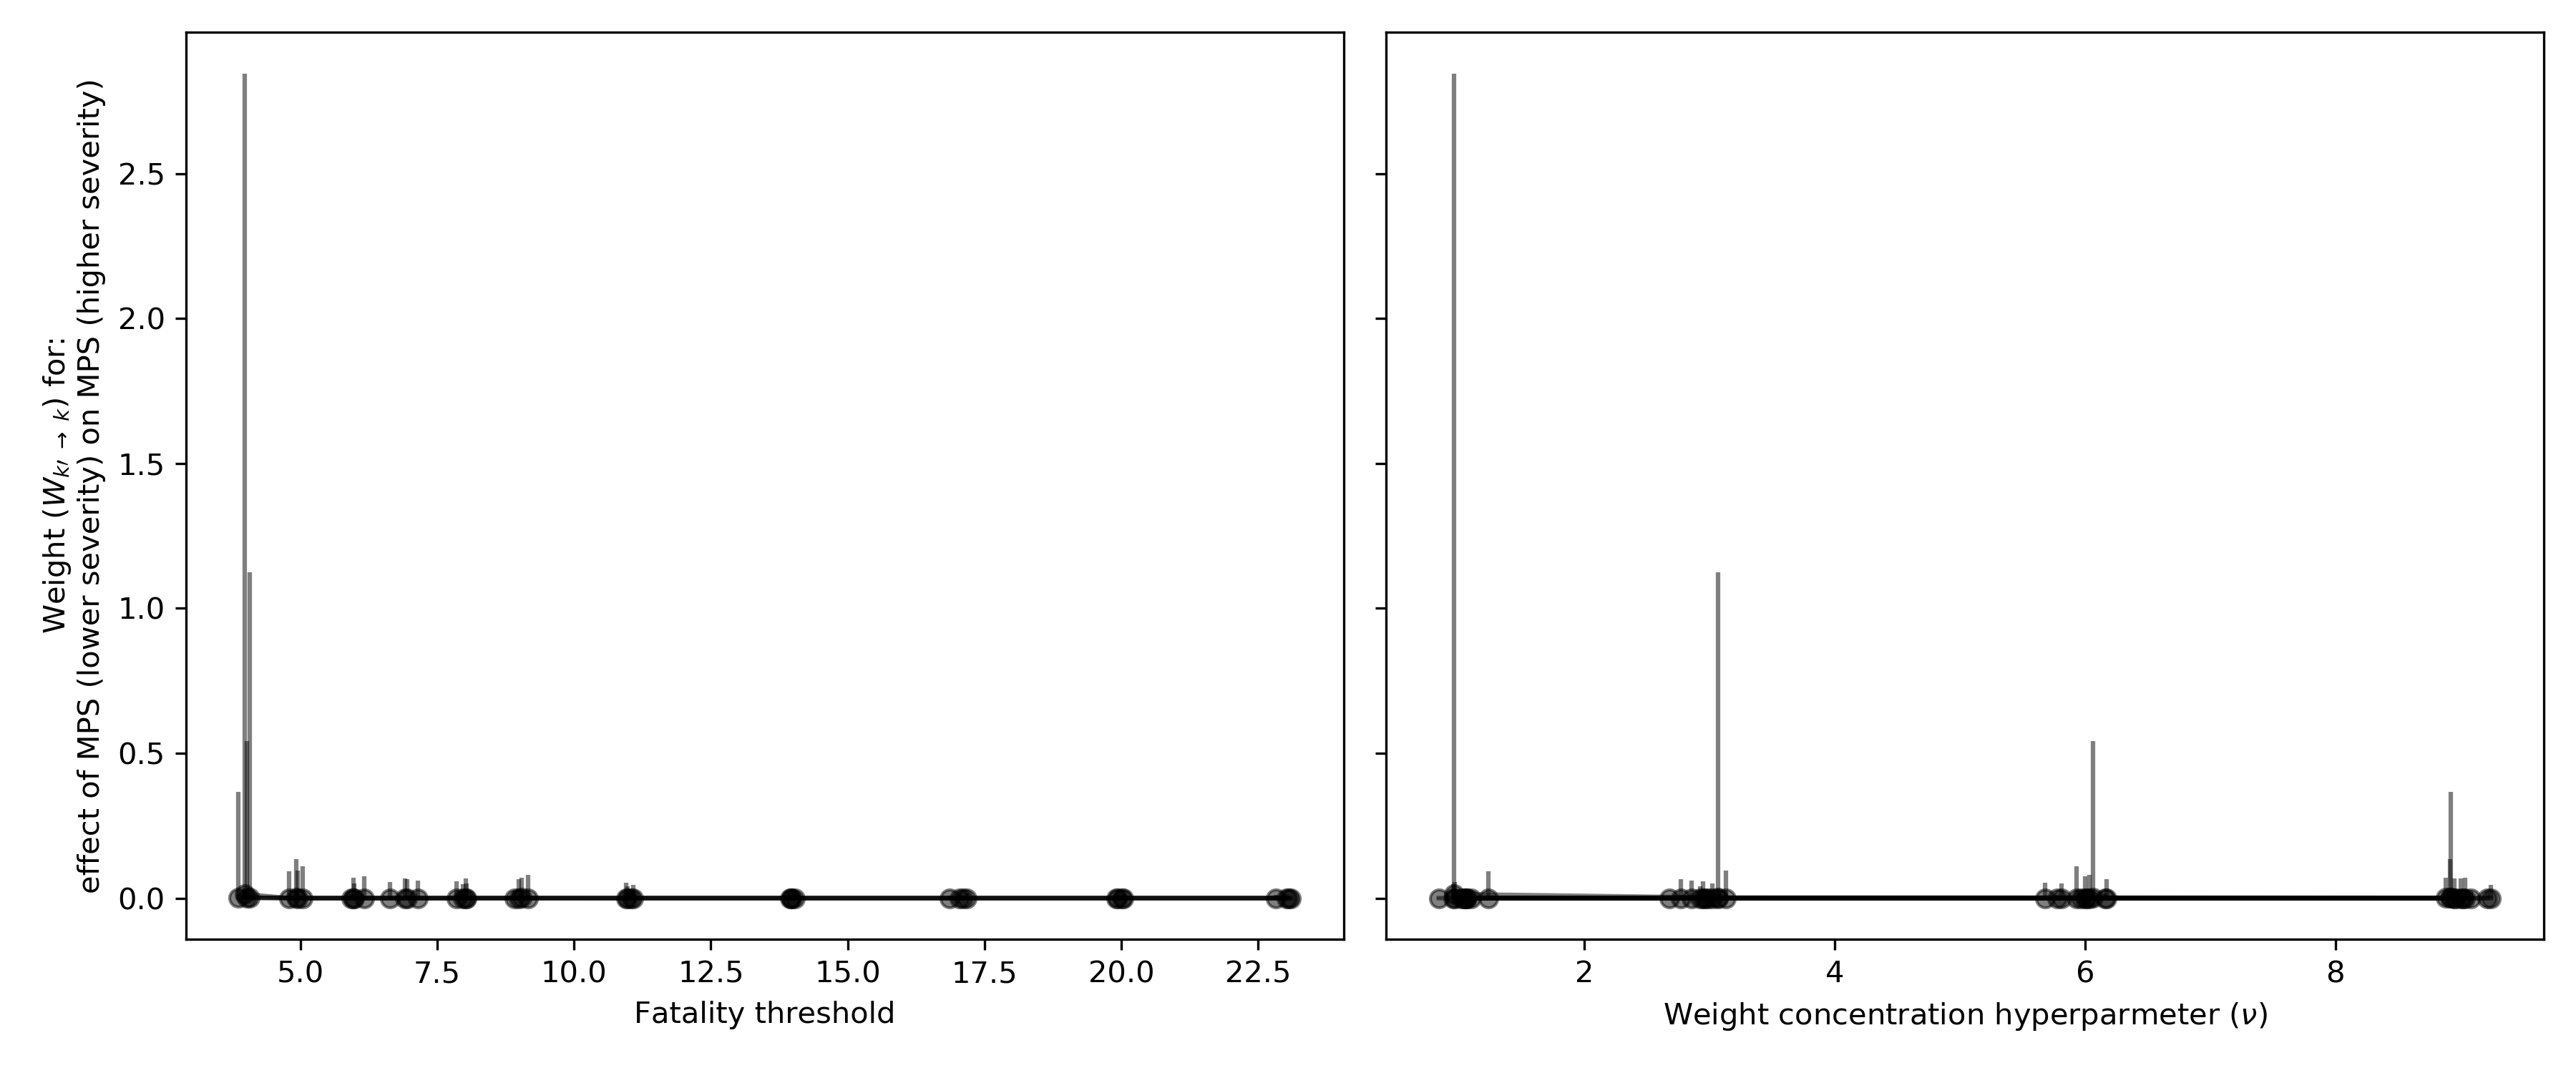 Weight (W_{k′ → k}) for:
effect of MPS (lower severity) on MPS (higher severity)
2.5
2.0
1.5
1.0
0.5
0.0
5.0 7.5 10.0 12.5 15.0 17.5 20.0 22.5
Fatality threshold
2 4 6 8
Weight concentration hyperparmeter (ν)